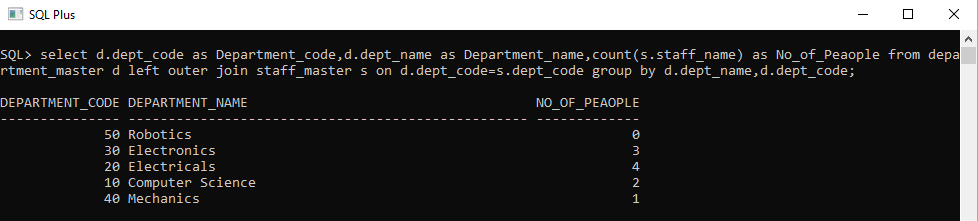 SQL Plus
SQL> select d.dept_code as Department_code,d.dept_name as Department_name,count(s.staff_name) as No_of_Peaople from depa
rtment_master d left outer join staff_master s on d.dept_code=s.dept_code group by d.dept_name,d.dept_code;
DEPARTMENT_CODE DEPARTMENT_NAME NO_OF_PEAOPLE
--------------- -------------------------------------------------- -------------
50 Robotics 0
30 Electronics 3
20 Electricals 4
10 Computer Science 2
40 Mechanics 1